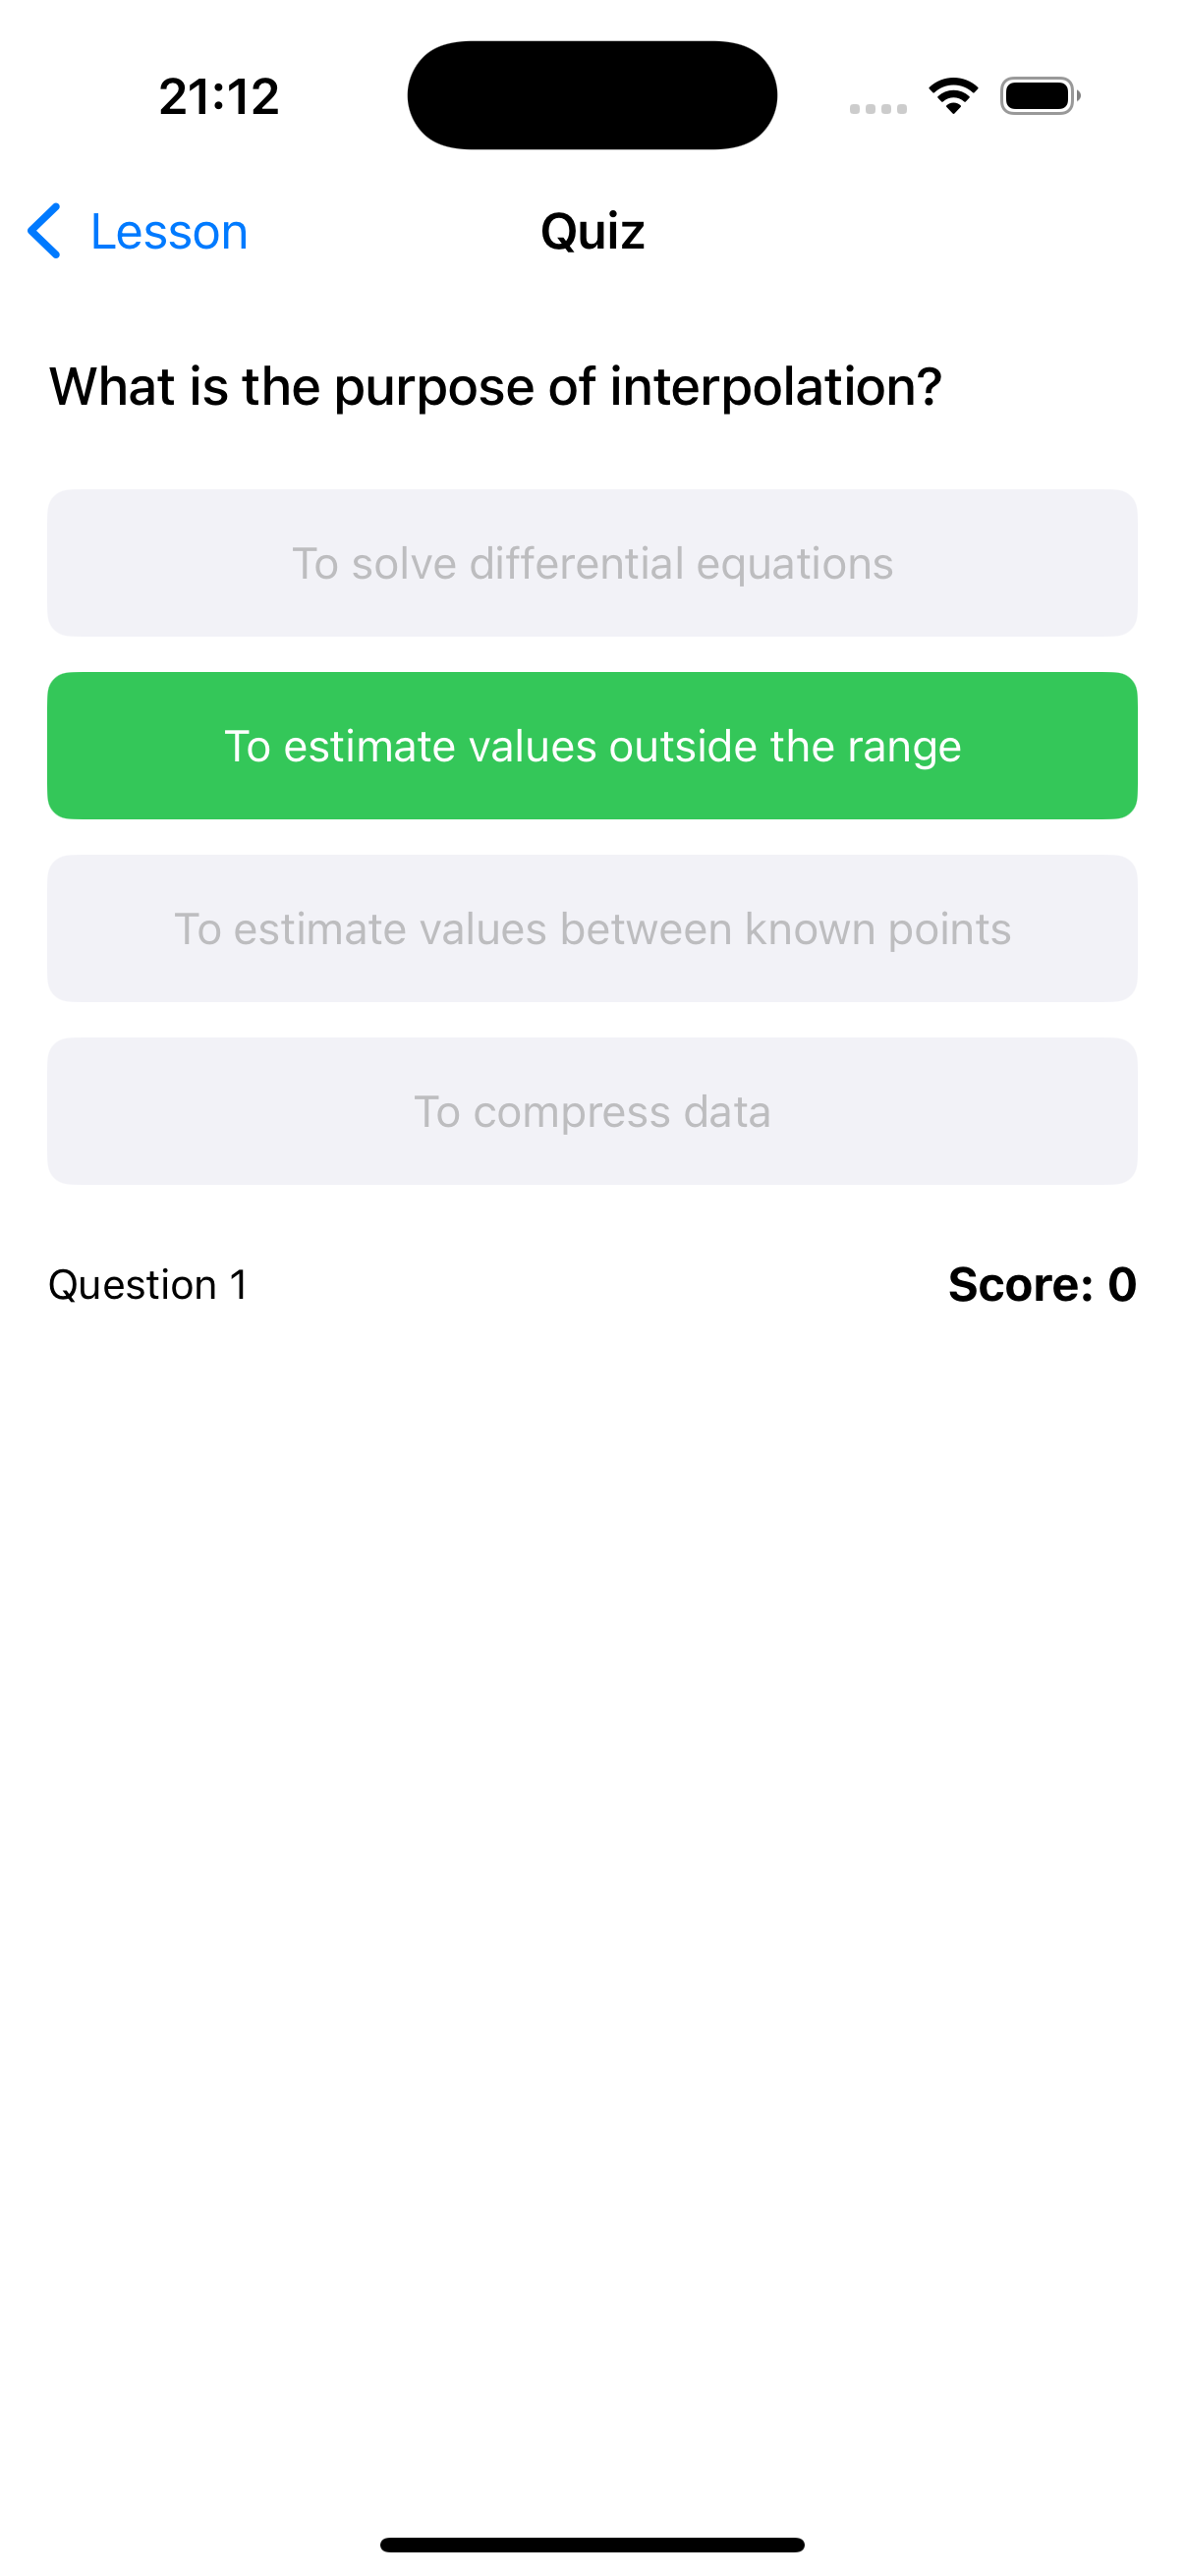 21:12
Lesson
Quiz
What is the purpose of interpolation?
To solve differential equations
To estimate values outside the range
To estimate values between known points
To compress data
Question 1
Score: 0